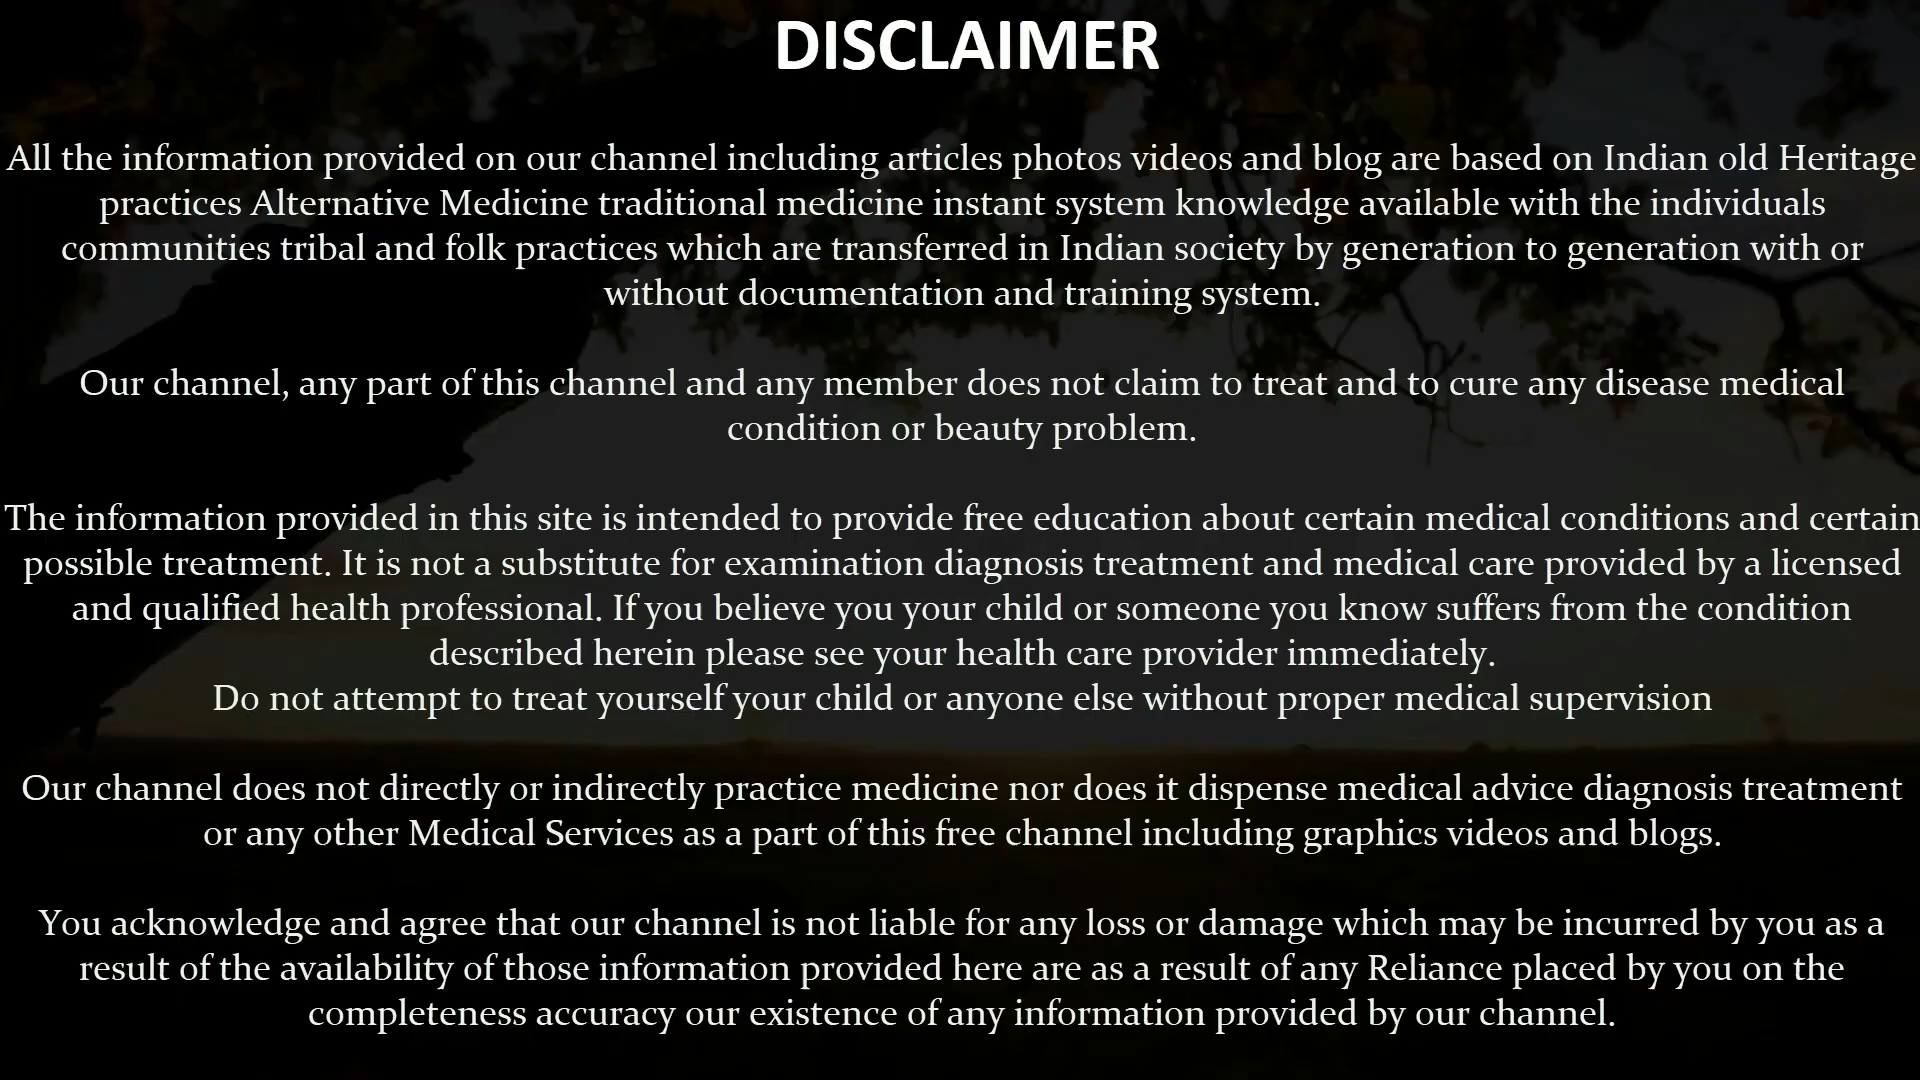 DISCLAIMER
All the information provided on our channel including articles photos videos and blog are based on Indian old Heritage
practices Alternative Medicine traditional medicine instant system knowledge available with the individuals
communities tribal and folk practices which are transferred in Indian society by generation to generation with or
without documentation and training system.
Our channel, any part of this channel and any member does not claim to treat and to cure any disease medical
condition or beauty problem.
The information provided in this site is intended to provide free education about certain medical conditions and certain
possible treatment. It is not a substitute for examination diagnosis treatment and medical care provided by a licensed
and qualified health professional. If you believe you your child or someone you know suffers from the condition
described herein please see your health care provider immediately.
Do not attempt to treat yourself your child or anyone else without proper medical supervision
Our channel does not directly or indirectly practice medicine nor does it dispense medical advice diagnosis treatment
or any other Medical Services as a part of this free channel including graphics videos and blogs.
You acknowledge and agree that our channel is not liable for any loss or damage which may be incurred by you as a
result of the availability of those information provided here are as a result of any Reliance placed by you on the
completeness accuracy our existence of any information provided by our channel.